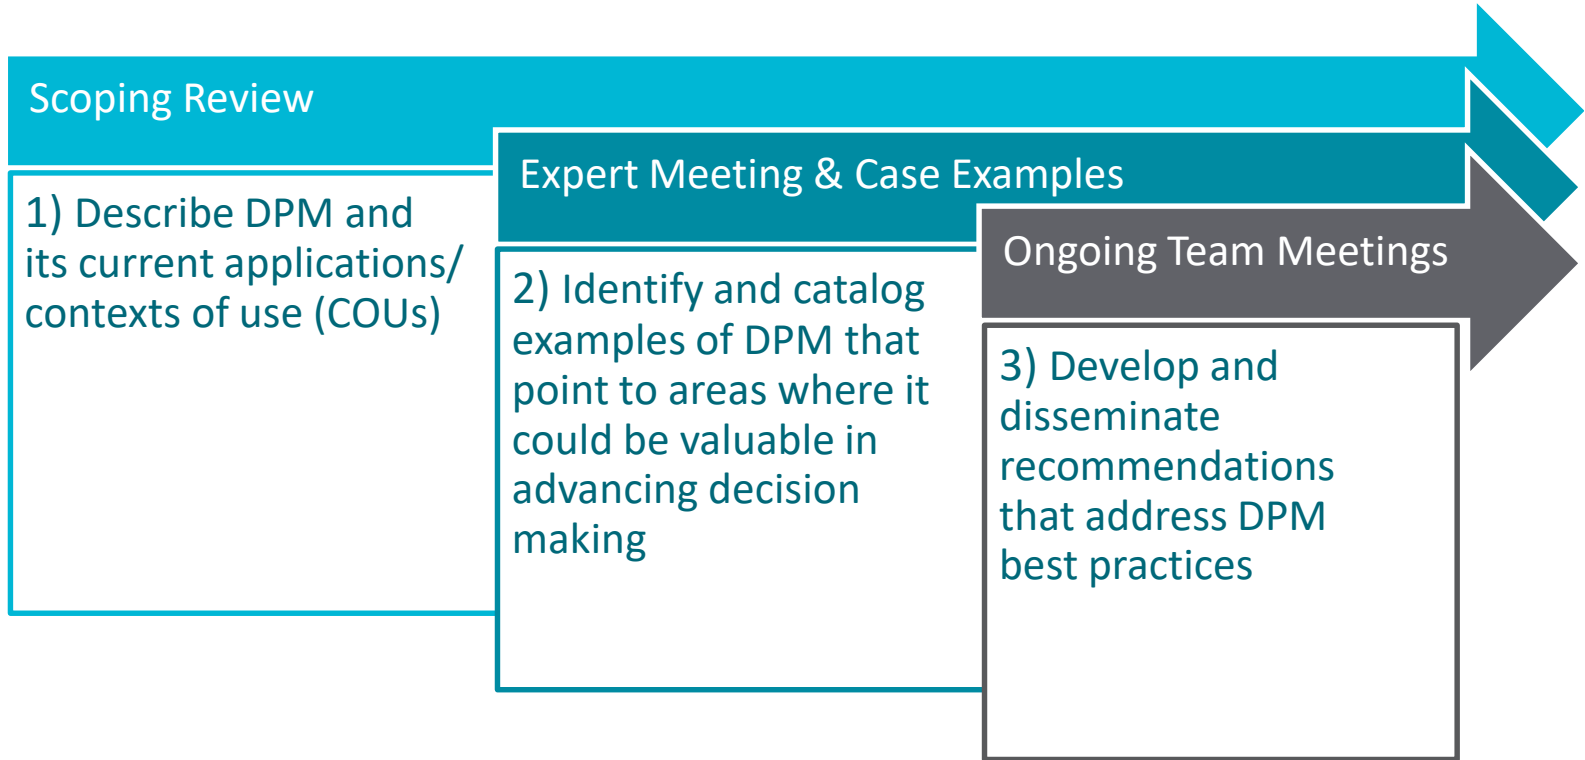 Scoping Review
1) Describe DPM and
its current applications/
contexts of use (COUs)
Expert Meeting & Case Examples
2) Identify and catalog
examples of DPM that
point to areas where it
could be valuable in
advancing decision
making
Ongoing Team Meetings
3) Develop and
disseminate
recommendations
that address DPM
best practices